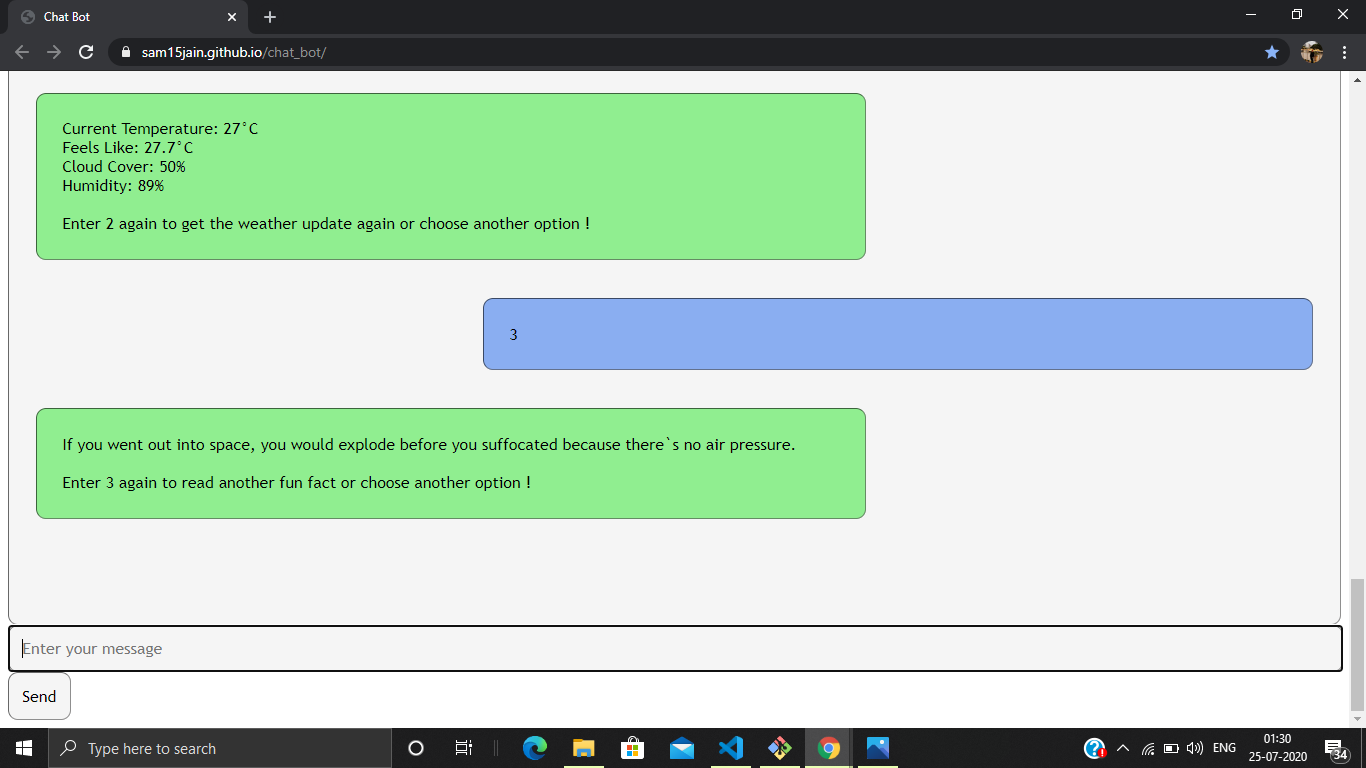 Chat Bot
sam15jain.github.io/chat_bot/
Current Temperature: 27°C
Feels Like: 27.7°C
Cloud Cover: 50%
Humidity: 89%
Enter 2 again to get the weather update again or choose another option !
3
If you went out into space, you would explode before you suffocated because there`s no air pressure.
Enter 3 again to read another fun fact or choose another option !
Enter your message
Send
Type here to search
ENG
01:30
25-07-2020
34